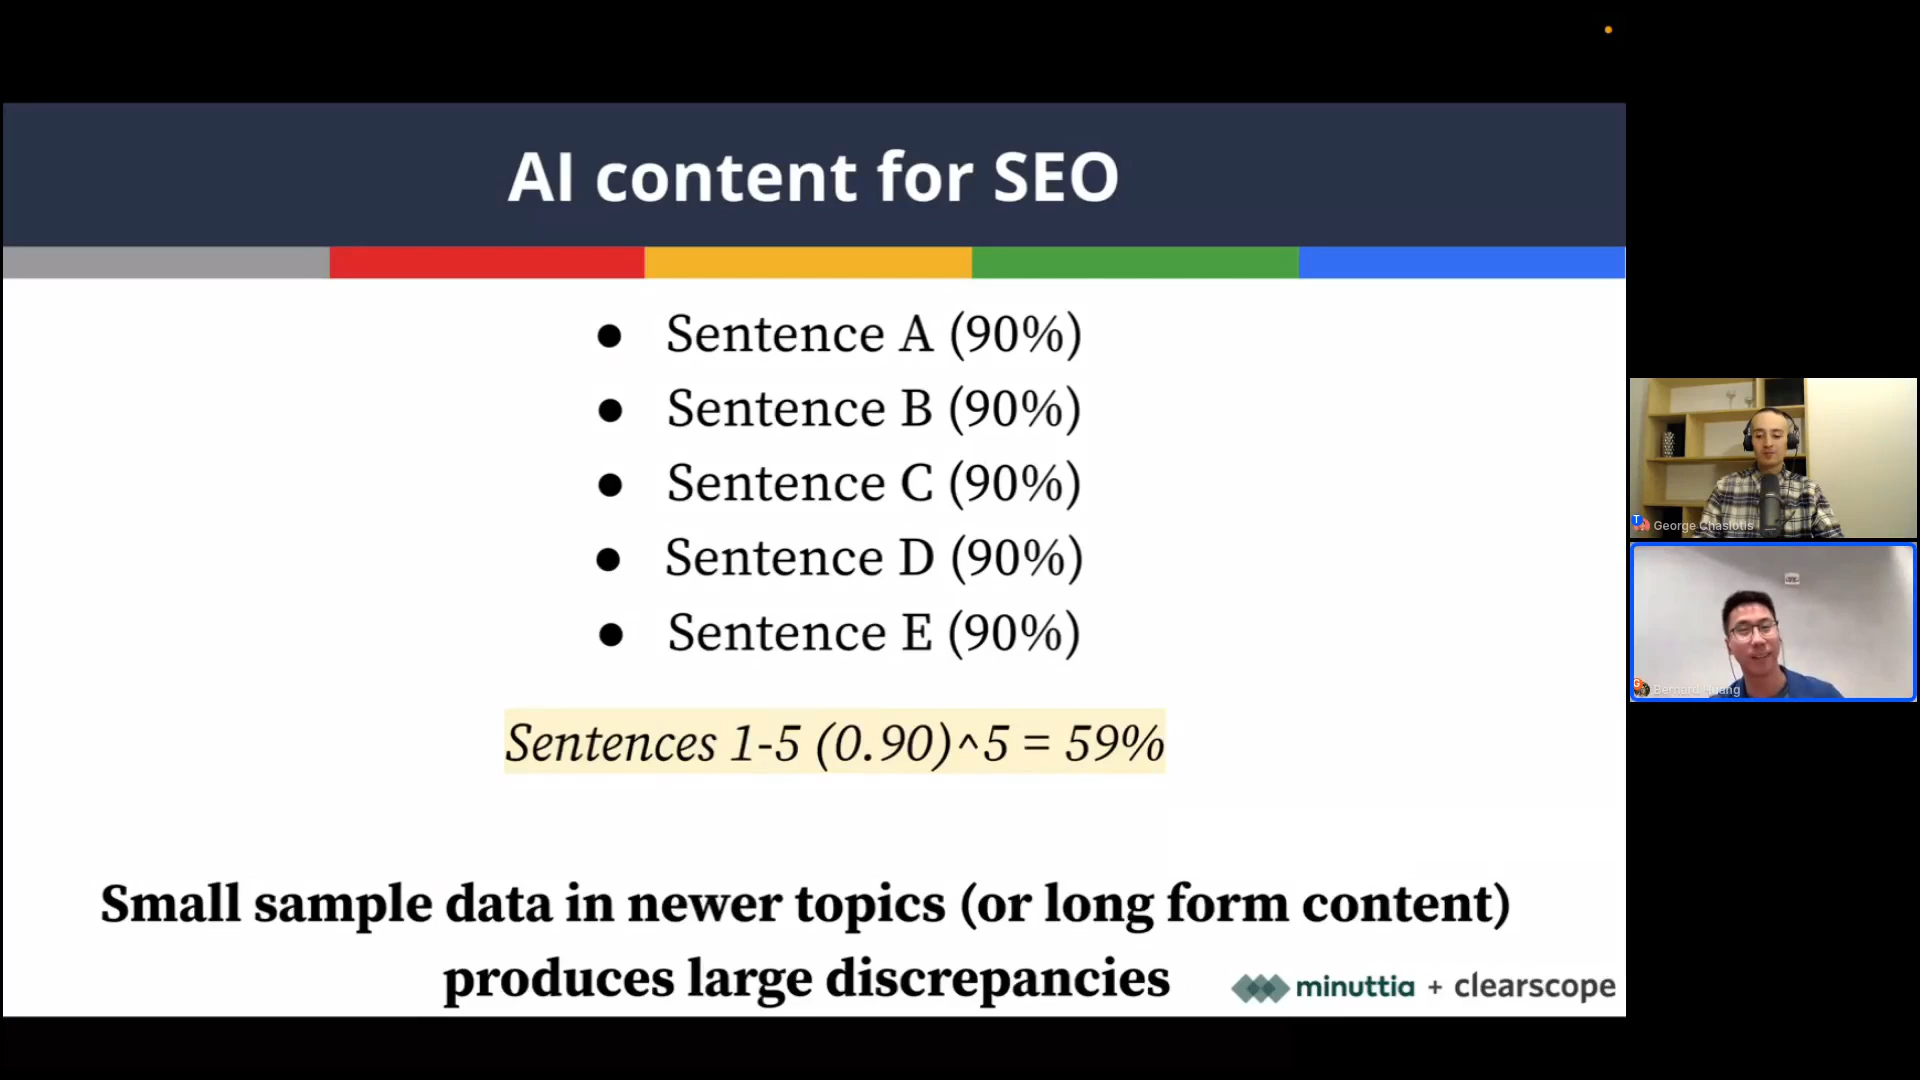 AI content for SEO
● Sentence A (90%)
● Sentence B (90%)
● Sentence C (90%)
● Sentence D (90%)
● Sentence E (90%)
Sentences 1-5 (0.90)^5 = 59%
Small sample data in newer topics (or long form content)
produces large discrepancies
minuttia + clearscope
George Chasiotis
Bernard Huang